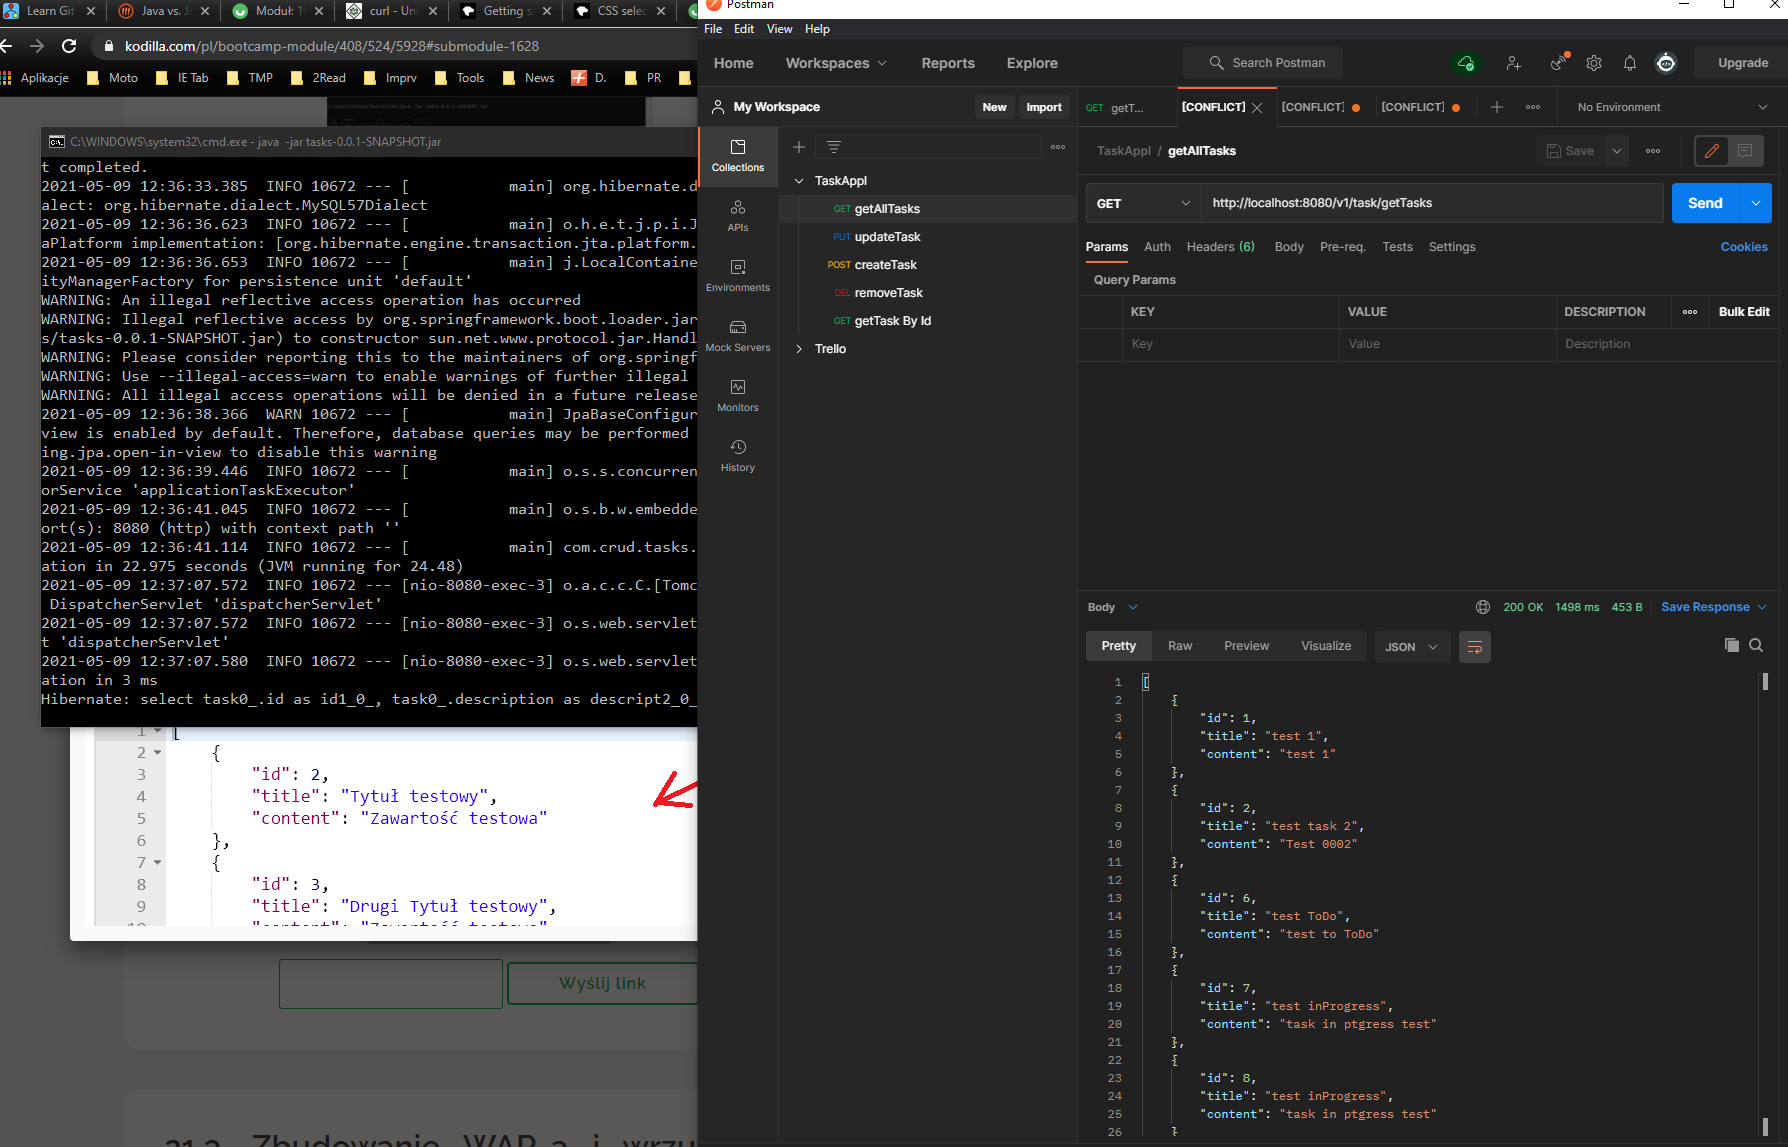 Learn Git
Java vs. J
Moduł: 1
curl - Uni
Getting s
CSS selec
kodilla.com/pl/bootcamp-module/408/524/5928#submodule-1628
Aplikacje
Moto
IE Tab
TMP
2Read
Imprv
Tools
News
D.
PR
C:\WINDOWS\system32\cmd.exe - java -jar tasks-0.0.1-SNAPSHOT.jar
t completed.
2021-05-09 12:36:33.385  INFO 10672 --- [           main] org.hibernate.d
alect: org.hibernate.dialect.MySQL57Dialect
2021-05-09 12:36:36.623  INFO 10672 --- [           main] o.h.e.t.j.p.i.J
aPlatform implementation: [org.hibernate.engine.transaction.jta.platform.
2021-05-09 12:36:36.653  INFO 10672 --- [           main] j.LocalContaine
ityManagerFactory for persistence unit 'default'
WARNING: An illegal reflective access operation has occurred
WARNING: Illegal reflective access by org.springframework.boot.loader.jar
s/tasks-0.0.1-SNAPSHOT.jar) to constructor sun.net.www.protocol.jar.Handl
WARNING: Please consider reporting this to the maintainers of org.springf
WARNING: Use --illegal-access=warn to enable warnings of further illegal
WARNING: All illegal access operations will be denied in a future release
2021-05-09 12:36:38.366  WARN 10672 --- [           main] JpaBaseConfigur
view is enabled by default. Therefore, database queries may be performed
ing.jpa.open-in-view to disable this warning
2021-05-09 12:36:39.446  INFO 10672 --- [           main] o.s.s.concurren
orService 'applicationTaskExecutor'
2021-05-09 12:36:41.045  INFO 10672 --- [           main] o.s.b.w.embedde
ort(s): 8080 (http) with context path ''
2021-05-09 12:36:41.114  INFO 10672 --- [           main] com.crud.tasks.
ation in 22.975 seconds (JVM running for 24.48)
2021-05-09 12:37:07.572  INFO 10672 --- [nio-8080-exec-3] o.a.c.c.C.[Tomc
DispatcherServlet 'dispatcherServlet'
2021-05-09 12:37:07.572  INFO 10672 --- [nio-8080-exec-3] o.s.web.servlet
t 'dispatcherServlet'
2021-05-09 12:37:07.580  INFO 10672 --- [nio-8080-exec-3] o.s.web.servlet
ation in 3 ms
Hibernate: select task0_.id as id1_0_, task0_.description as descript2_0_
1 [
2 {
3 "id": 2,
4 "title": "Tytuł testowy",
5 "content": "Zawartość testowa"
6 },
7 {
8 "id": 3,
9 "title": "Drugi Tytuł testowy",
10 "content": "Zawartość testowa"
Wyślij link
Postman
File Edit View Help
Home
Workspaces
Reports
Explore
Search Postman
Upgrade
My Workspace
New
Import
GET getT...
[CONFLICT]
[CONFLICT]
[CONFLICT]
No Environment
Collections
APIs
Environments
Mock Servers
Monitors
History
TaskAppl
GET getAllTasks
PUT updateTask
POST createTask
DEL removeTask
GET getTask By Id
Trello
TaskAppl / getAllTasks
Save
GET
http://localhost:8080/v1/task/getTasks
Send
Params Auth Headers (6) Body Pre-req. Tests Settings
Cookies
Query Params
KEY VALUE DESCRIPTION Bulk Edit
Key Value Description
Body
200 OK 1498 ms 453 B Save Response
Pretty Raw Preview Visualize JSON
1 [
2 {
3 "id": 1,
4 "title": "test 1",
5 "content": "test 1"
6 },
7 {
8 "id": 2,
9 "title": "test task 2",
10 "content": "Test 0002"
11 },
12 {
13 "id": 6,
14 "title": "test ToDo",
15 "content": "test to ToDo"
16 },
17 {
18 "id": 7,
19 "title": "test inProgress",
20 "content": "task in ptgress test"
21 },
22 {
23 "id": 8,
24 "title": "test inProgress",
25 "content": "task in ptgress test"
26 }